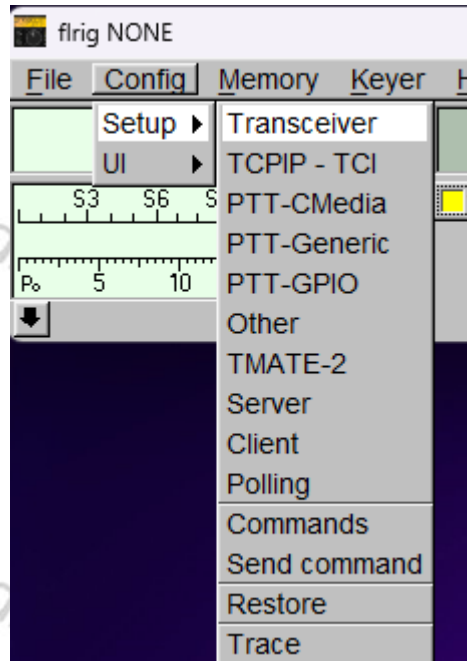 flrig NONE
File Config Memory Keyer
Setup
UI
Transceiver
TCPIP - TCI
PTT-CMedia
PTT-Generic
PTT-GPIO
Other
TMATE-2
Server
Client
Polling
Commands
Send command
Restore
Trace
S3 S6
Po 5 10